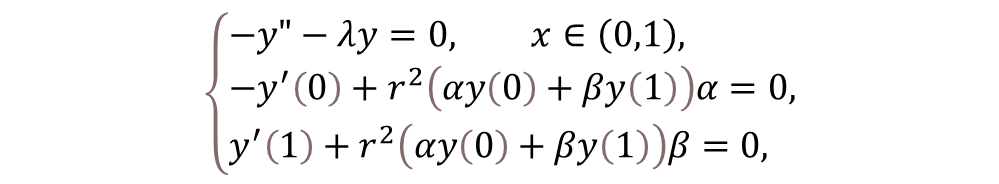 −y" − λy = 0,  x ∈ (0,1),
−y′(0) + r²(αy(0) + βy(1))α = 0,
y′(1) + r²(αy(0) + βy(1))β = 0,